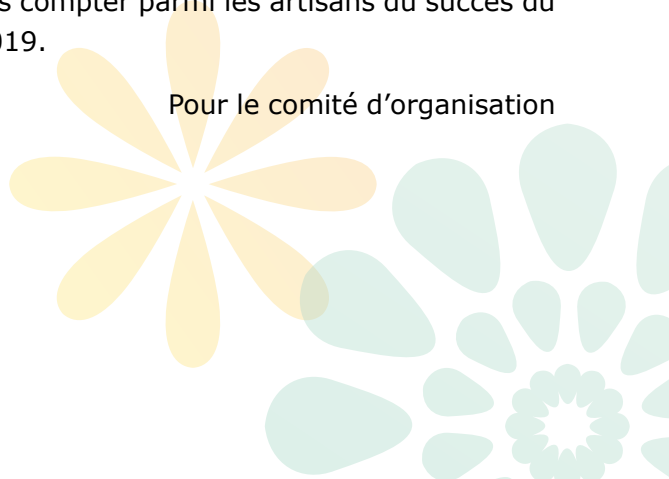 s compter parmi les artisans du succès du
019.
Pour le comité d’organisation